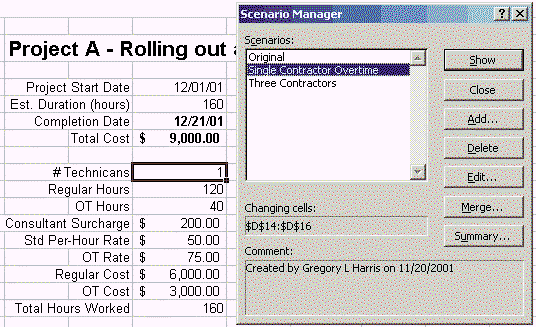 Project A - Rolling out
Project Start Date 12/01/01
Est. Duration (hours) 160
Completion Date 12/21/01
Total Cost $ 9,000.00
# Technicans 1
Regular Hours 120
OT Hours 40
Consultant Surcharge $ 200.00
Std Per-Hour Rate $ 50.00
OT Rate $ 75.00
Regular Cost $ 6,000.00
OT Cost $ 3,000.00
Total Hours Worked 160
Scenario Manager ? ×
Scenarios:
Original
Single Contractor Overtime
Three Contractors
Show
Close
Add...
Delete
Edit...
Merge...
Summary...
Changing cells:
$D$14:$D$16
Comment:
Created by Gregory L Harris on 11/20/2001